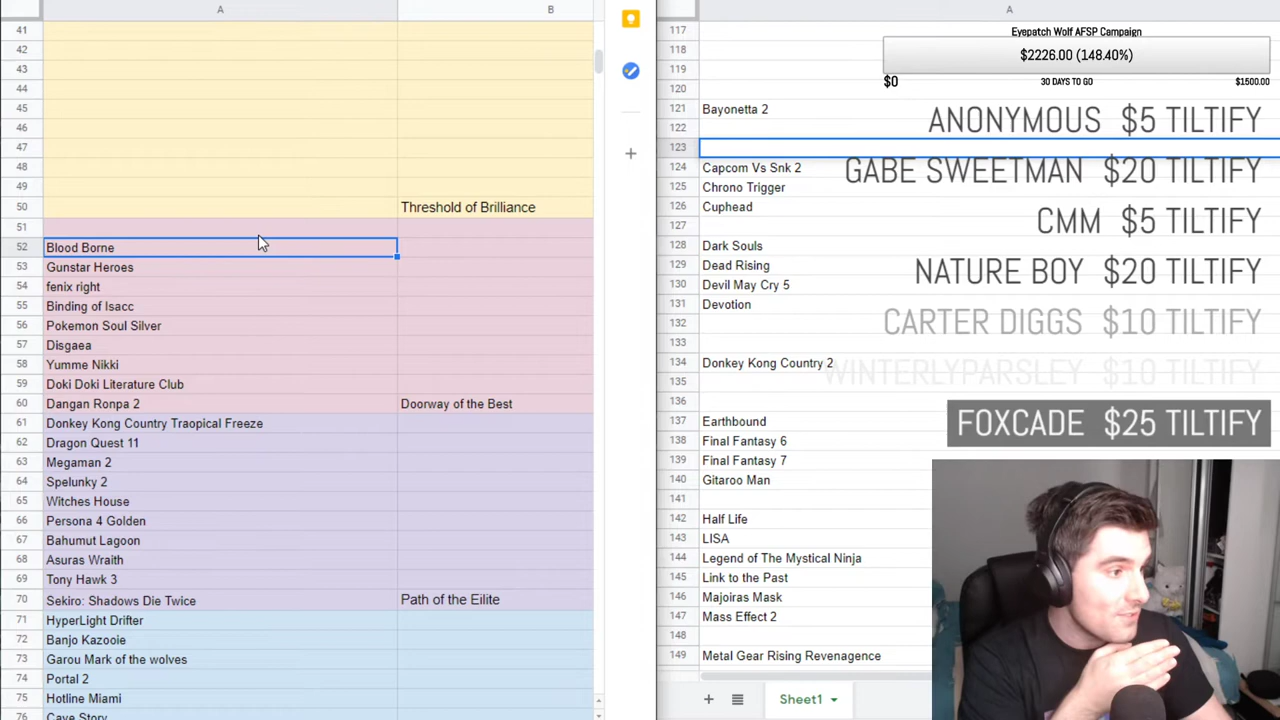 A
B
41
42
43
44
45
46
47
48
49
50 Threshold of Brilliance
51
52 Blood Borne
53 Gunstar Heroes
54 fenix right
55 Binding of Isacc
56 Pokemon Soul Silver
57 Disgaea
58 Yumme Nikki
59 Doki Doki Literature Club
60 Dangan Ronpa 2 Doorway of the Best
61 Donkey Kong Country Traopical Freeze
62 Dragon Quest 11
63 Megaman 2
64 Spelunky 2
65 Witches House
66 Persona 4 Golden
67 Bahumut Lagoon
68 Asuras Wraith
69 Tony Hawk 3
70 Sekiro: Shadows Die Twice Path of the Eilite
71 HyperLight Drifter
72 Banjo Kazooie
73 Garou Mark of the wolves
74 Portal 2
75 Hotline Miami
76 Cave Story
A
117
118
119
120
121 Bayonetta 2
122
123
124 Capcom Vs Snk 2
125 Chrono Trigger
126 Cuphead
127
128 Dark Souls
129 Dead Rising
130 Devil May Cry 5
131 Devotion
132
133
134 Donkey Kong Country 2
135
136
137 Earthbound
138 Final Fantasy 6
139 Final Fantasy 7
140 Gitaroo Man
141
142 Half Life
143 LISA
144 Legend of The Mystical Ninja
145 Link to the Past
146 Majoiras Mask
147 Mass Effect 2
148
149 Metal Gear Rising Revenagence
Sheet1
Eyepatch Wolf AFSP Campaign
$2226.00 (148.40%)
$0 30 DAYS TO GO $1500.00
ANONYMOUS $5 TILTIFY
GABE SWEETMAN $20 TILTIFY
CMM $5 TILTIFY
NATURE BOY $20 TILTIFY
CARTER DIGGS $10 TILTIFY
WINTERLYPARSLEY $10 TILTIFY
FOXCADE $25 TILTIFY